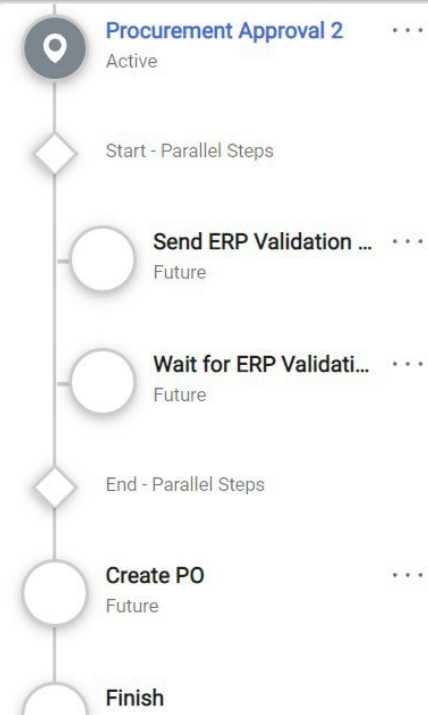 Procurement Approval 2 ...
Active
Start - Parallel Steps
Send ERP Validation ... ...
Future
Wait for ERP Validati... ...
Future
End - Parallel Steps
Create PO ...
Future
Finish